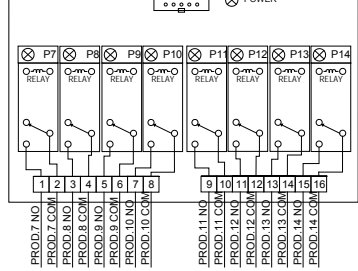 POWER
P7 P8 P9 P10 P11 P12 P13 P14
RELAY RELAY RELAY RELAY RELAY RELAY RELAY RELAY
1 2 3 4 5 6 7 8 9 10 11 12 13 14 15 16
PROD.7 NO
PROD.7 COM
PROD.8 NO
PROD.8 COM
PROD.9 NO
PROD.9 COM
PROD.10 NO
PROD.10 COM
PROD.11 NO
PROD.11 COM
PROD.12 NO
PROD.12 COM
PROD.13 NO
PROD.13 COM
PROD.14 NO
PROD.14 COM